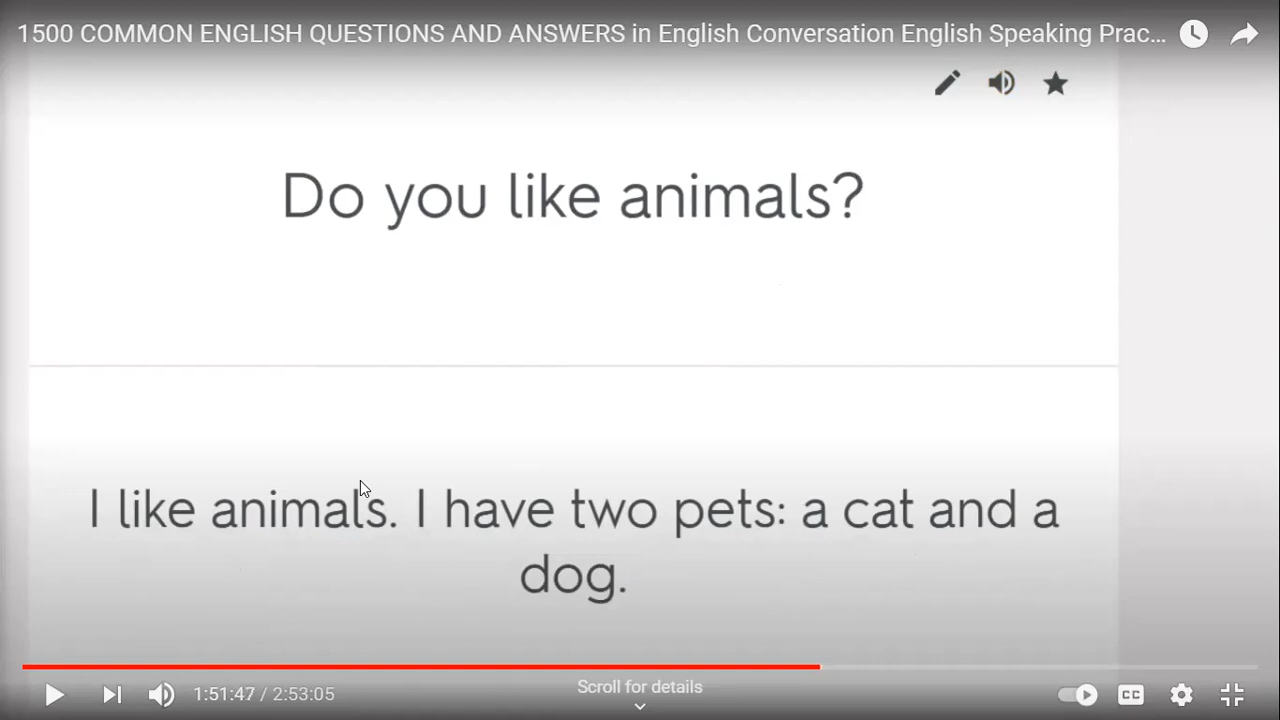 1500 COMMON ENGLISH QUESTIONS AND ANSWERS in English Conversation English Speaking Prac...
Do you like animals?
I like animals. I have two pets: a cat and a
dog.
Scroll for details
1:51:47 / 2:53:05
CC